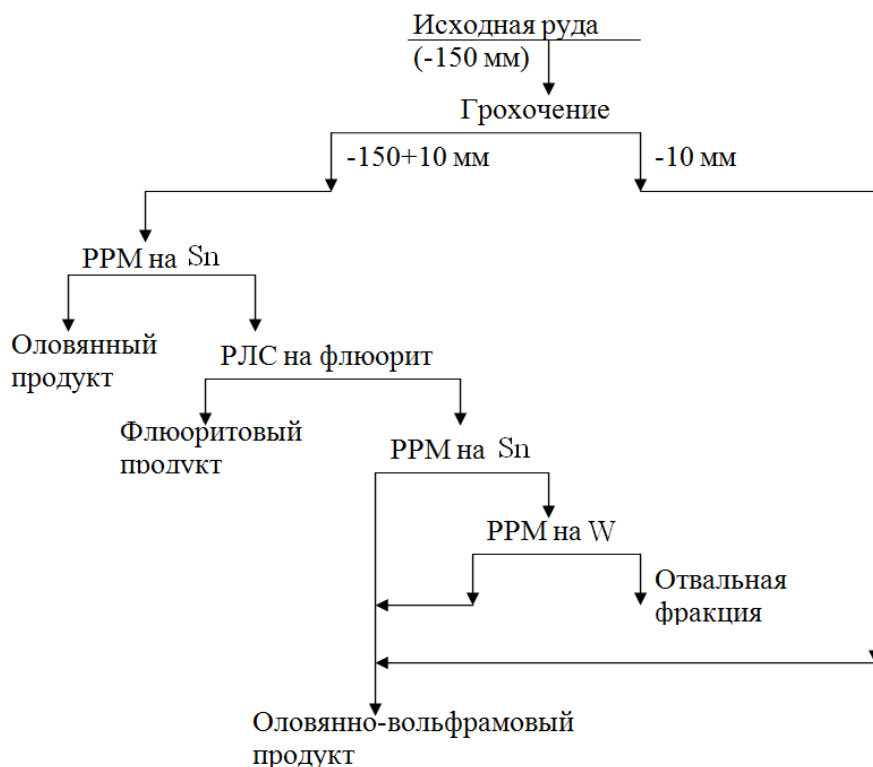 Исходная руда
(-150 мм)
Грохочение
-150+10 мм
-10 мм
РРМ на Sn
Оловянный
продукт
РЛС на флюорит
Флюоритовый
продукт
РРМ на Sn
РРМ на W
Отвальная
фракция
Оловянно-вольфрамовый
продукт